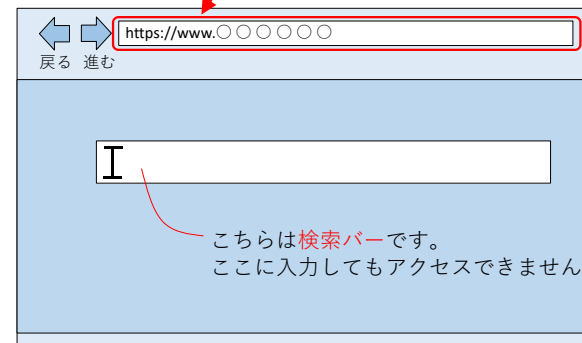 https://www.○○○○○○
戻る 進む
こちらは検索バーです。
ここに入力してもアクセスできません